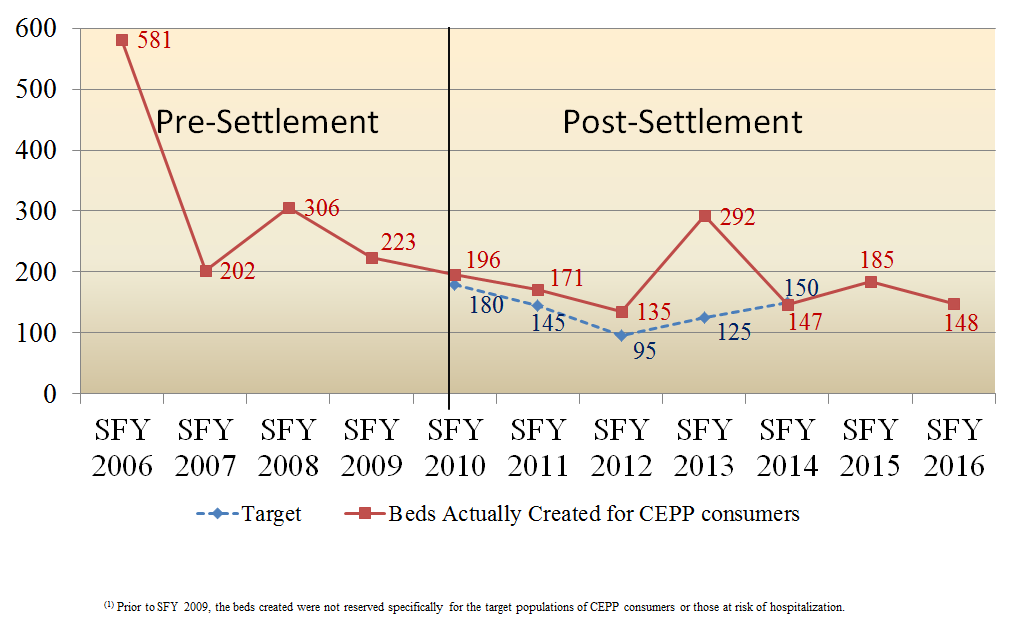 600
500
400
300
200
100
0
Pre-Settlement
Post-Settlement
581
202
306
223
196
171
135
292
147
185
148
180
145
95
125
150
SFY 2006
SFY 2007
SFY 2008
SFY 2009
SFY 2010
SFY 2011
SFY 2012
SFY 2013
SFY 2014
SFY 2015
SFY 2016
Target
Beds Actually Created for CEPP consumers
(1) Prior to SFY 2009, the beds created were not reserved specifically for the target populations of CEPP consumers or those at risk of hospitalization.